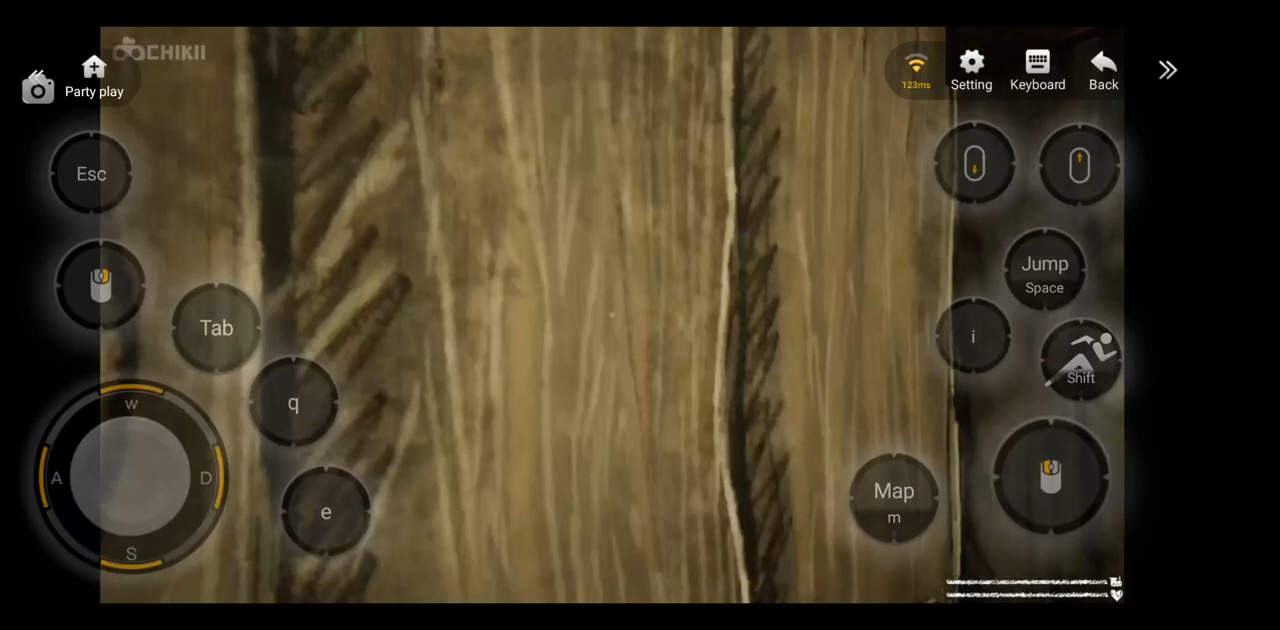 CHIKII
Party play
123ms
Setting
Keyboard
Back
Esc
Tab
Jump
Space
i
Shift
q
W
A
D
S
e
Map
m